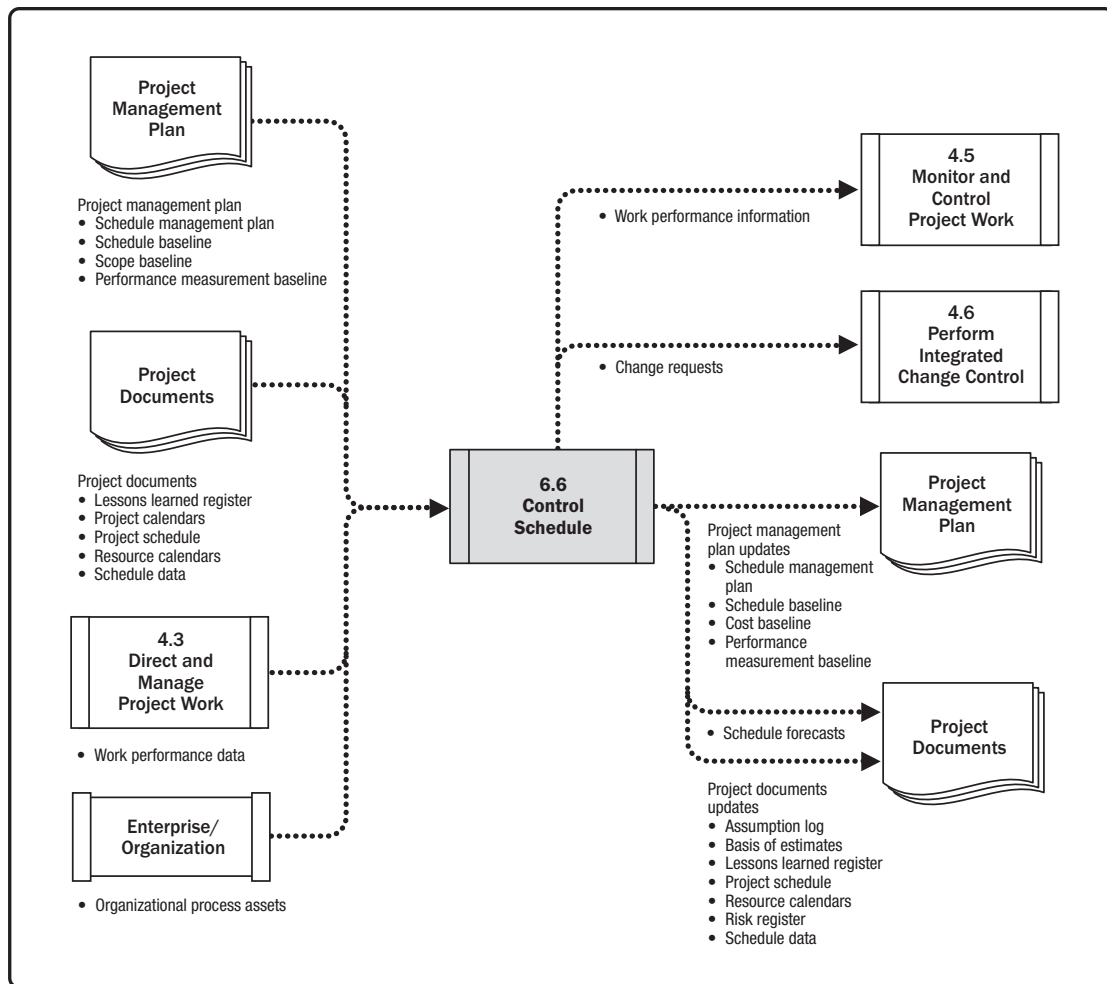 Project
Management
Plan
Project management plan
• Schedule management plan
• Schedule baseline
• Scope baseline
• Performance measurement baseline
Project
Documents
Project documents
• Lessons learned register
• Project calendars
• Project schedule
• Resource calendars
• Schedule data
4.3
Direct and
Manage
Project Work
• Work performance data
Enterprise/
Organization
• Organizational process assets
6.6
Control
Schedule
• Work performance information
4.5
Monitor and
Control
Project Work
• Change requests
4.6
Perform
Integrated
Change Control
Project management
plan updates
• Schedule management
plan
• Schedule baseline
• Cost baseline
• Performance
measurement baseline
Project
Management
Plan
• Schedule forecasts
Project
Documents
Project documents
updates
• Assumption log
• Basis of estimates
• Lessons learned register
• Project schedule
• Resource calendars
• Risk register
• Schedule data